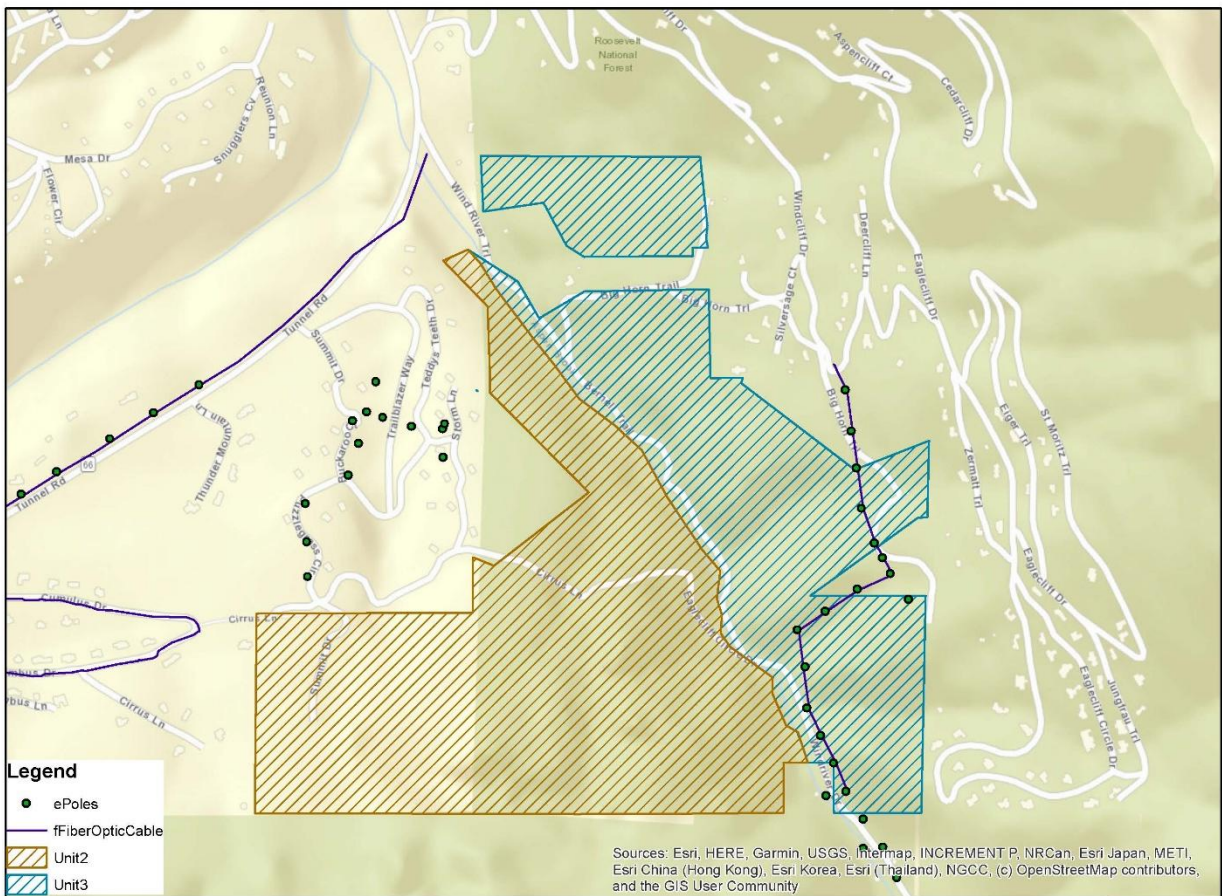 Reunion Ln
Snugglers Cv
Mesa Dr
Flower Cir
Roosevelt
National
Forest
Aspencliff Ct
Cedarcliff Dr
Wind River Trl
Windcliff Dr
Deercliff Ln
Eaglecliff Dr
Silversage Ct
Big Horn Trail
Big Horn Trl
Tunnel Rd
Summit Dr
Teddys Teeth Dr
Trailblazer Way
Storm Ln
Thunder Mountain Ln
66
Tunnel Rd
Big Horn Trl
Eiger Trl
St Moritz Trl
Zermatt Trl
Cumulus Dr
Cirrus Ln
Cirrus Ln
Summit Dr
Cirrus Ln
Eaglecliff Dr
Eaglecliff Circle Dr
Jungfrau Trl
Legend
ePoles
fFiberOpticCable
Unit2
Unit3
Sources: Esri, HERE, Garmin, USGS, Intermap, INCREMENT P, NRCan, Esri Japan, METI,
Esri China (Hong Kong), Esri Korea, Esri (Thailand), NGCC, (c) OpenStreetMap contributors,
and the GIS User Community